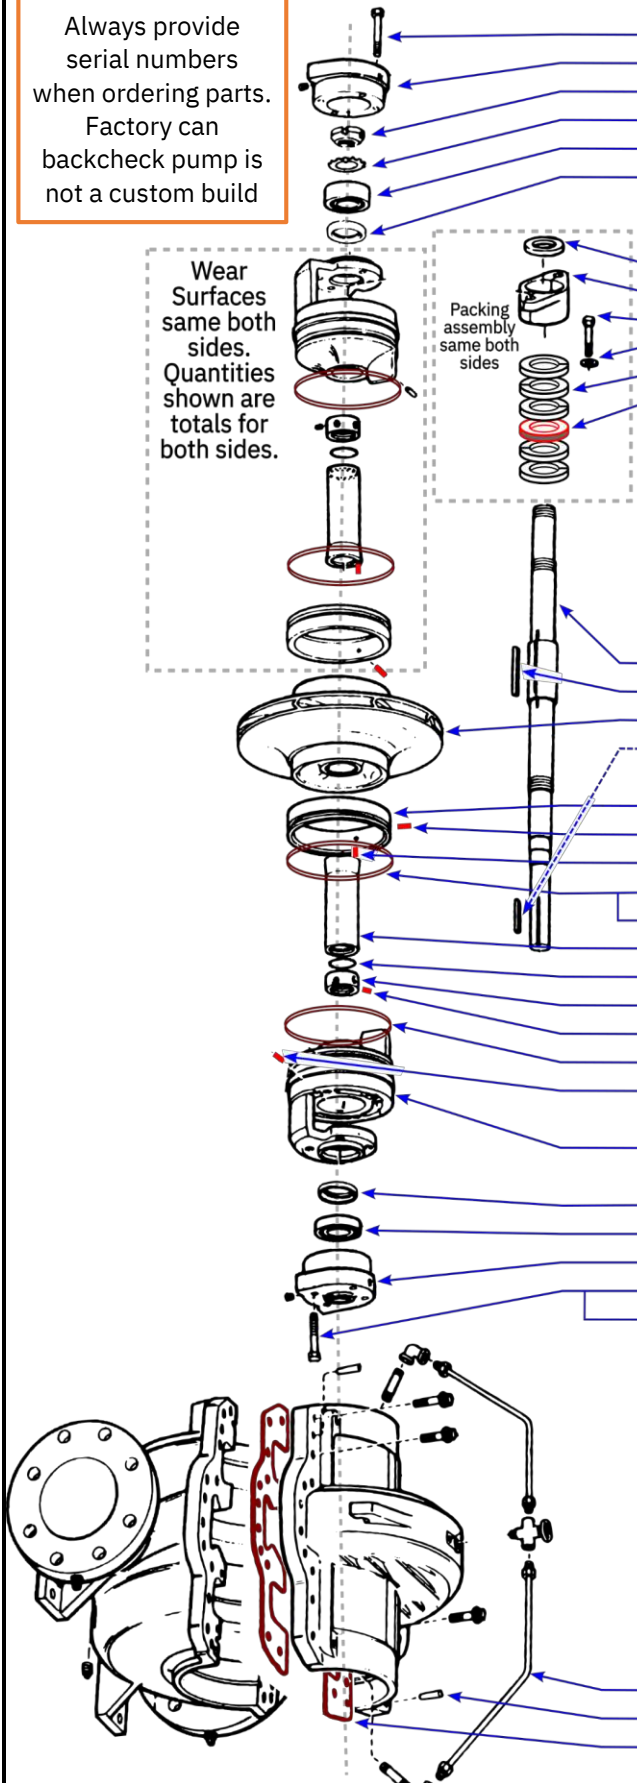 Always provide
serial numbers
when ordering parts.
Factory can
backcheck pump is
not a custom build
Wear
Surfaces
same both
sides.
Quantities
shown are
totals for
both sides.
Packing
assembly
same both
sides